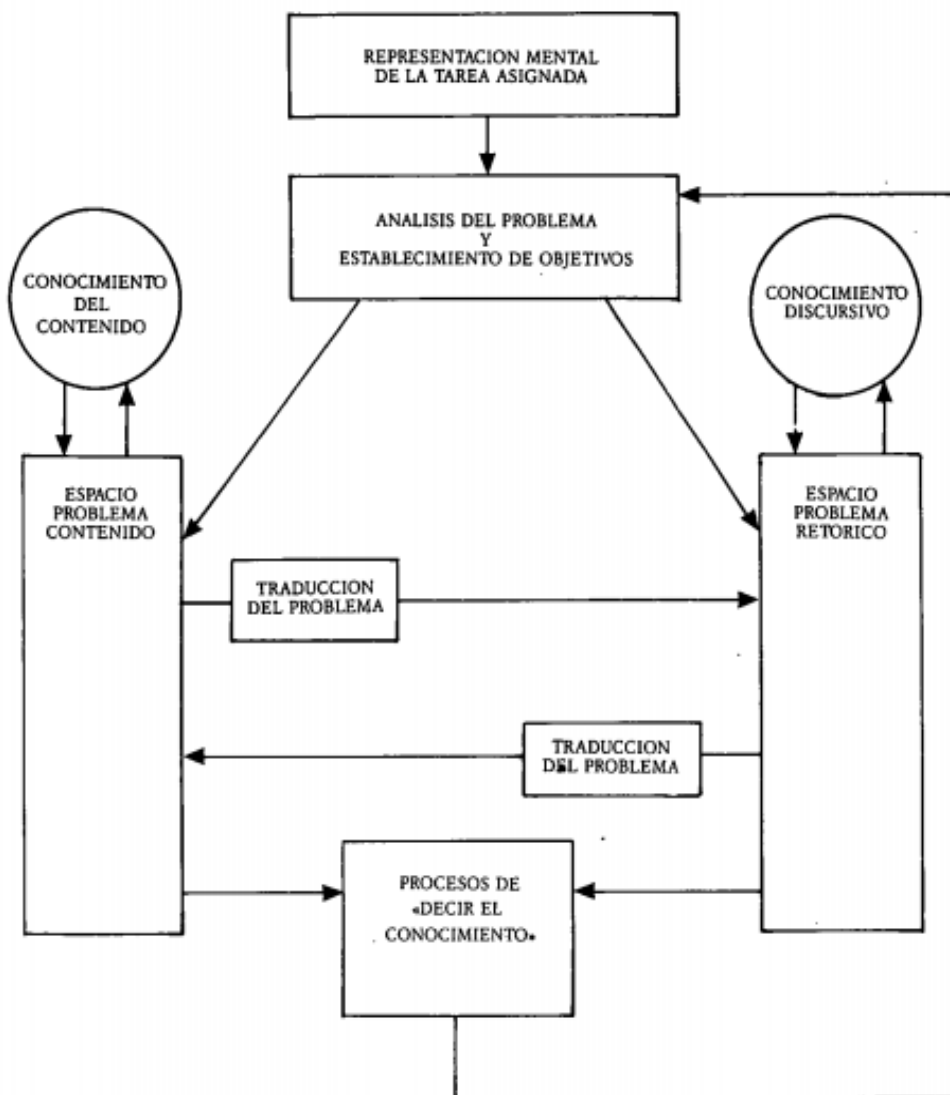 REPRESENTACION MENTAL
DE LA TAREA ASIGNADA
ANALISIS DEL PROBLEMA
Y
ESTABLECIMIENTO DE OBJETIVOS
CONOCIMIENTO
DEL
CONTENIDO
CONOCIMIENTO
DISCURSIVO
ESPACIO
PROBLEMA
CONTENIDO
ESPACIO
PROBLEMA
RETORICO
TRADUCCION
DEL PROBLEMA
TRADUCCION
DEL PROBLEMA
PROCESOS DE
«DECIR EL
CONOCIMIENTO»